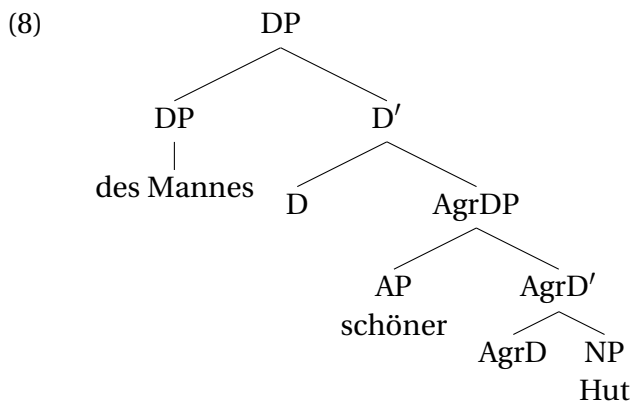 (8) DP
DP D′
des Mannes D AgrDP
AP AgrD′
schöner AgrD NP
Hut